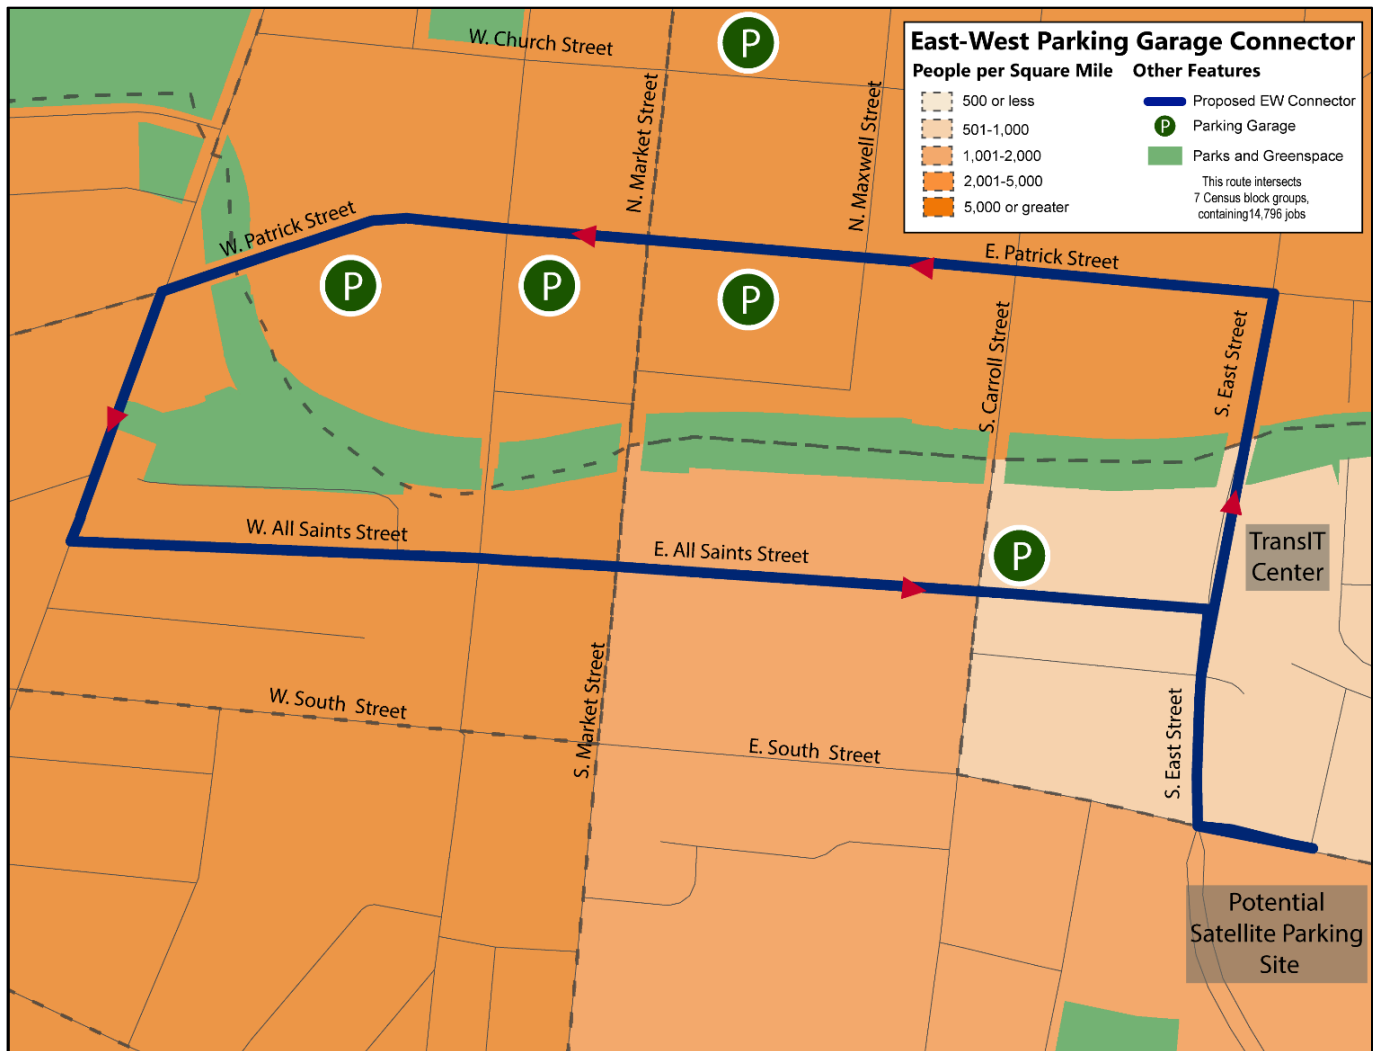 East-West Parking Garage Connector
People per Square Mile
500 or less
501-1,000
1,001-2,000
2,001-5,000
5,000 or greater
Other Features
Proposed EW Connector
P
Parking Garage
Parks and Greenspace
This route intersects
7 Census block groups,
containing14,796 jobs
W. Church Street
P
N. Market Street
N. Maxwell Street
W. Patrick Street
E. Patrick Street
P
P
P
S. Carroll Street
S. East Street
W. All Saints Street
E. All Saints Street
P
TransIT
Center
S. Market Street
W. South Street
E. South Street
S. East Street
Potential
Satellite Parking
Site